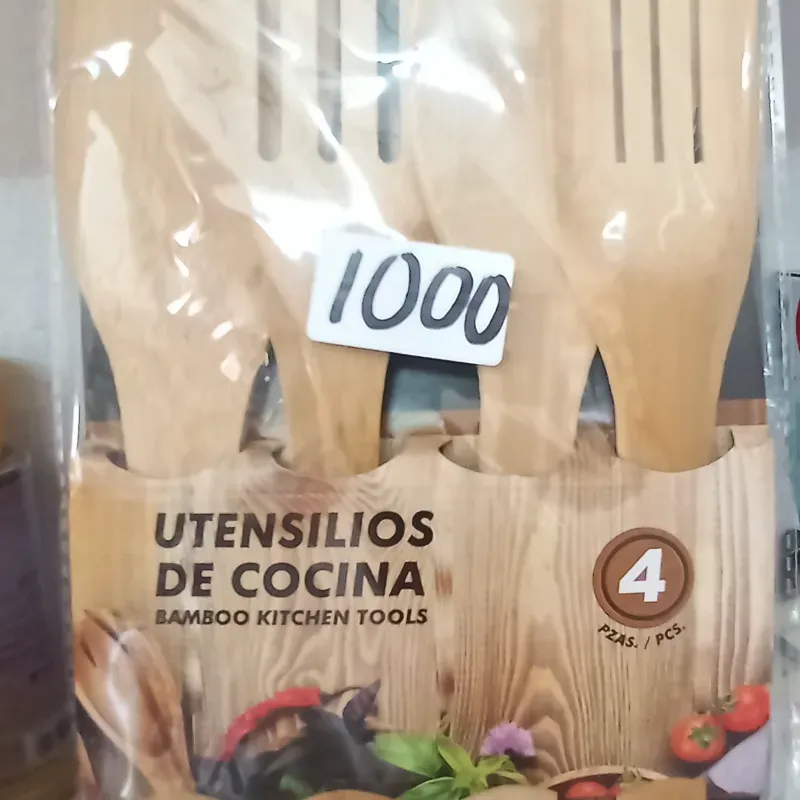 1000
UTENSILIOS
DE COCINA
BAMBOO KITCHEN TOOLS
4
PZAS. / PCS.